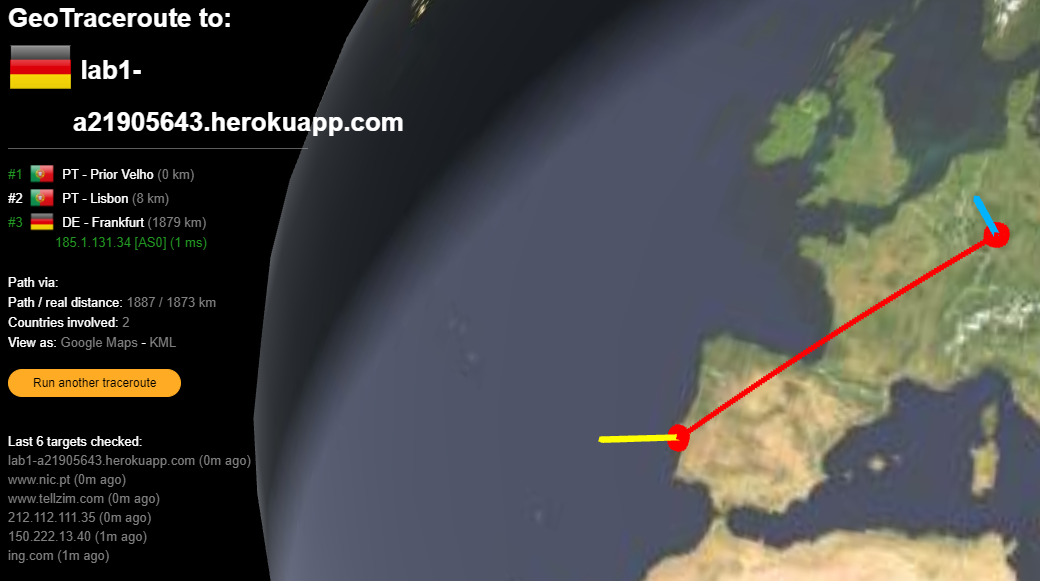 GeoTraceroute to:
lab1-
a21905643.herokuapp.com
#1 PT - Prior Velho (0 km)
#2 PT - Lisbon (8 km)
#3 DE - Frankfurt (1879 km)
185.1.131.34 [AS0] (1 ms)
Path via:
Path / real distance: 1887 / 1873 km
Countries involved: 2
View as: Google Maps - KML
Run another traceroute
Last 6 targets checked:
lab1-a21905643.herokuapp.com (0m ago)
www.nic.pt (0m ago)
www.tellzim.com (0m ago)
212.112.111.35 (0m ago)
150.222.13.40 (1m ago)
ing.com (1m ago)